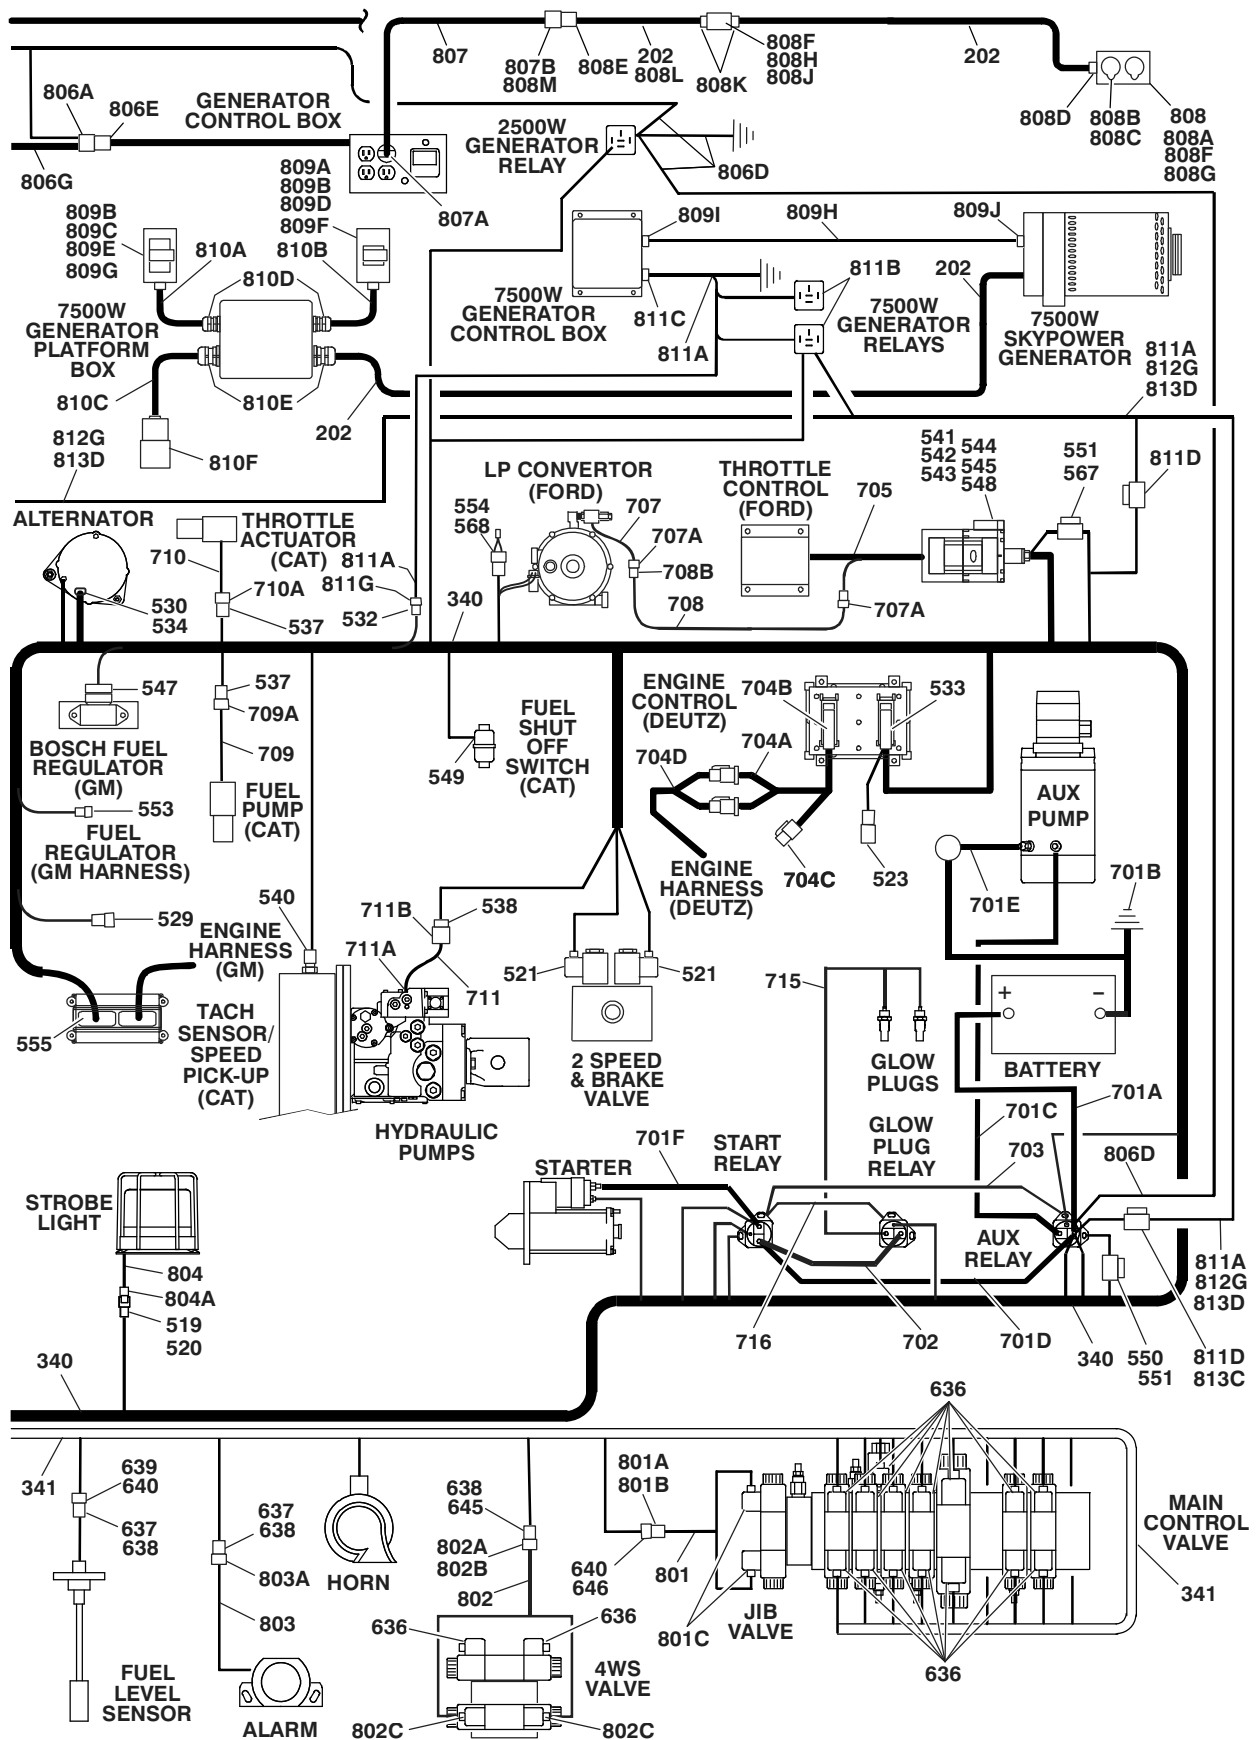 807
807B
808M
808E
202
808L
808K
808F
808H
808J
202
808D
808B
808C
808
808A
808F
808G
806A
806E
GENERATOR
CONTROL BOX
2500W
GENERATOR
RELAY
806D
806G
809A
809B
809D
809F
807A
809B
809C
809E
809G
810A
810B
810D
809I
809H
809J
811B
202
7500W
GENERATOR
PLATFORM
BOX
7500W
GENERATOR
CONTROL BOX
811C
811A
7500W
GENERATOR
RELAYS
7500W
SKYPOWER
GENERATOR
811A
812G
813D
810C
810E
202
812G
813D
810F
LP CONVERTOR
(FORD)
THROTTLE
CONTROL
(FORD)
541
542
543
544
545
548
551
567
811D
ALTERNATOR
THROTTLE
ACTUATOR
(CAT)
710
710A
537
811A
811G
532
554
568
707
707A
708B
708
705
707A
340
530
534
547
537
709A
709
BOSCH FUEL
REGULATOR
(GM)
553
FUEL
PUMP
(CAT)
FUEL
REGULATOR
(GM HARNESS)
549
FUEL
SHUT
OFF
SWITCH
(CAT)
ENGINE
CONTROL
(DEUTZ)
704B
533
704D
704A
704C
523
ENGINE
HARNESS
(DEUTZ)
AUX
PUMP
701E
701B
529
540
ENGINE
HARNESS
(GM)
711B
538
711A
711
521
521
715
555
TACH
SENSOR/
SPEED
PICK-UP
(CAT)
2 SPEED
& BRAKE
VALVE
GLOW
PLUGS
+
–
BATTERY
701A
701C
HYDRAULIC
PUMPS
701F
START
RELAY
GLOW
PLUG
RELAY
703
806D
STARTER
STROBE
LIGHT
AUX
RELAY
811A
812G
813D
804
804A
519
520
716
702
701D
340
550
551
811D
813C
340
636
341
639
640
637
638
637
638
803A
803
HORN
638
645
802A
802B
802
801A
801B
640
646
801
801C
JIB
VALVE
MAIN
CONTROL
VALVE
341
636
636
636
FUEL
LEVEL
SENSOR
ALARM
4WS
VALVE
802C
802C